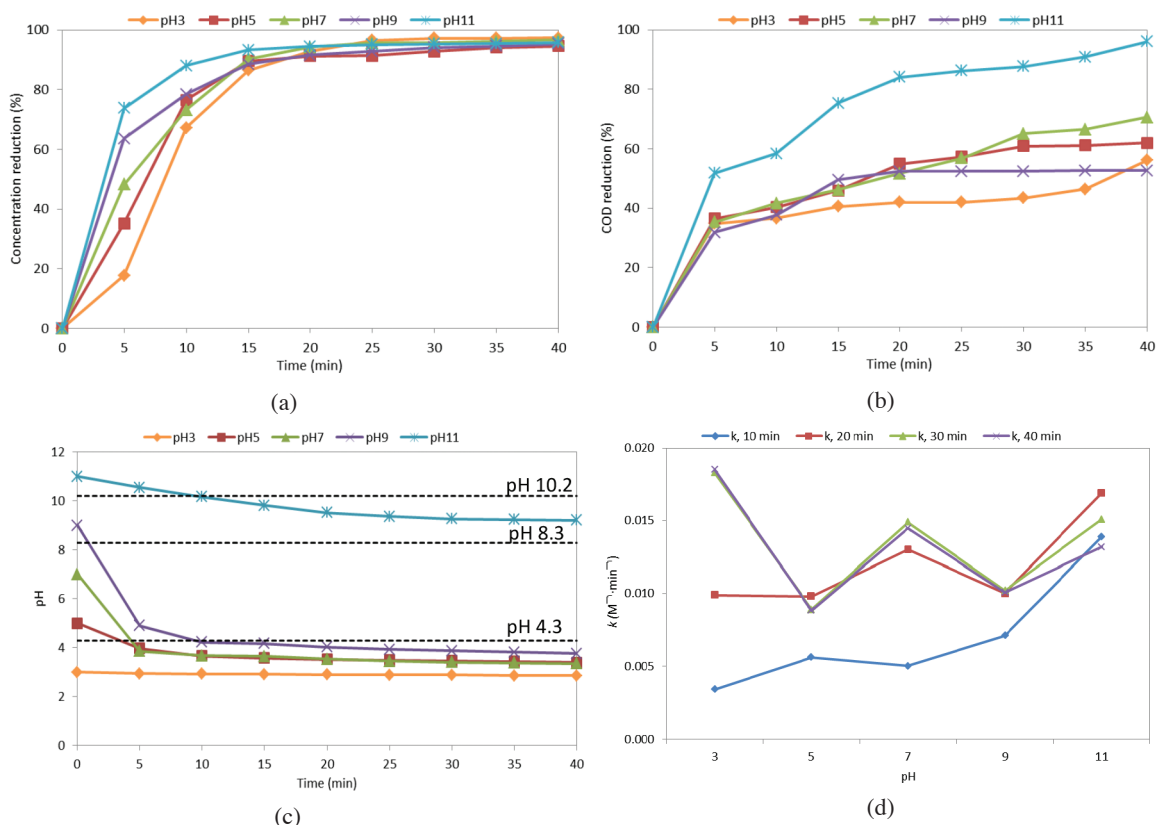 pH3 pH5 pH7 pH9 pH11
100
80
60
40
20
0
Concentration reduction (%)
0 5 10 15 20 25 30 35 40
Time (min)
(a)
pH3 pH5 pH7 pH9 pH11
100
80
60
40
20
0
COD reduction (%)
0 5 10 15 20 25 30 35 40
Time (min)
(b)
pH3 pH5 pH7 pH9 pH11
12
10
8
6
4
2
0
pH
pH 10.2
pH 8.3
pH 4.3
0 5 10 15 20 25 30 35 40
Time (min)
(c)
k, 10 min k, 20 min k, 30 min k, 40 min
0.020
0.015
0.010
0.005
0.000
k (M⁻¹·min⁻¹)
3 5 7 9 11
pH
(d)